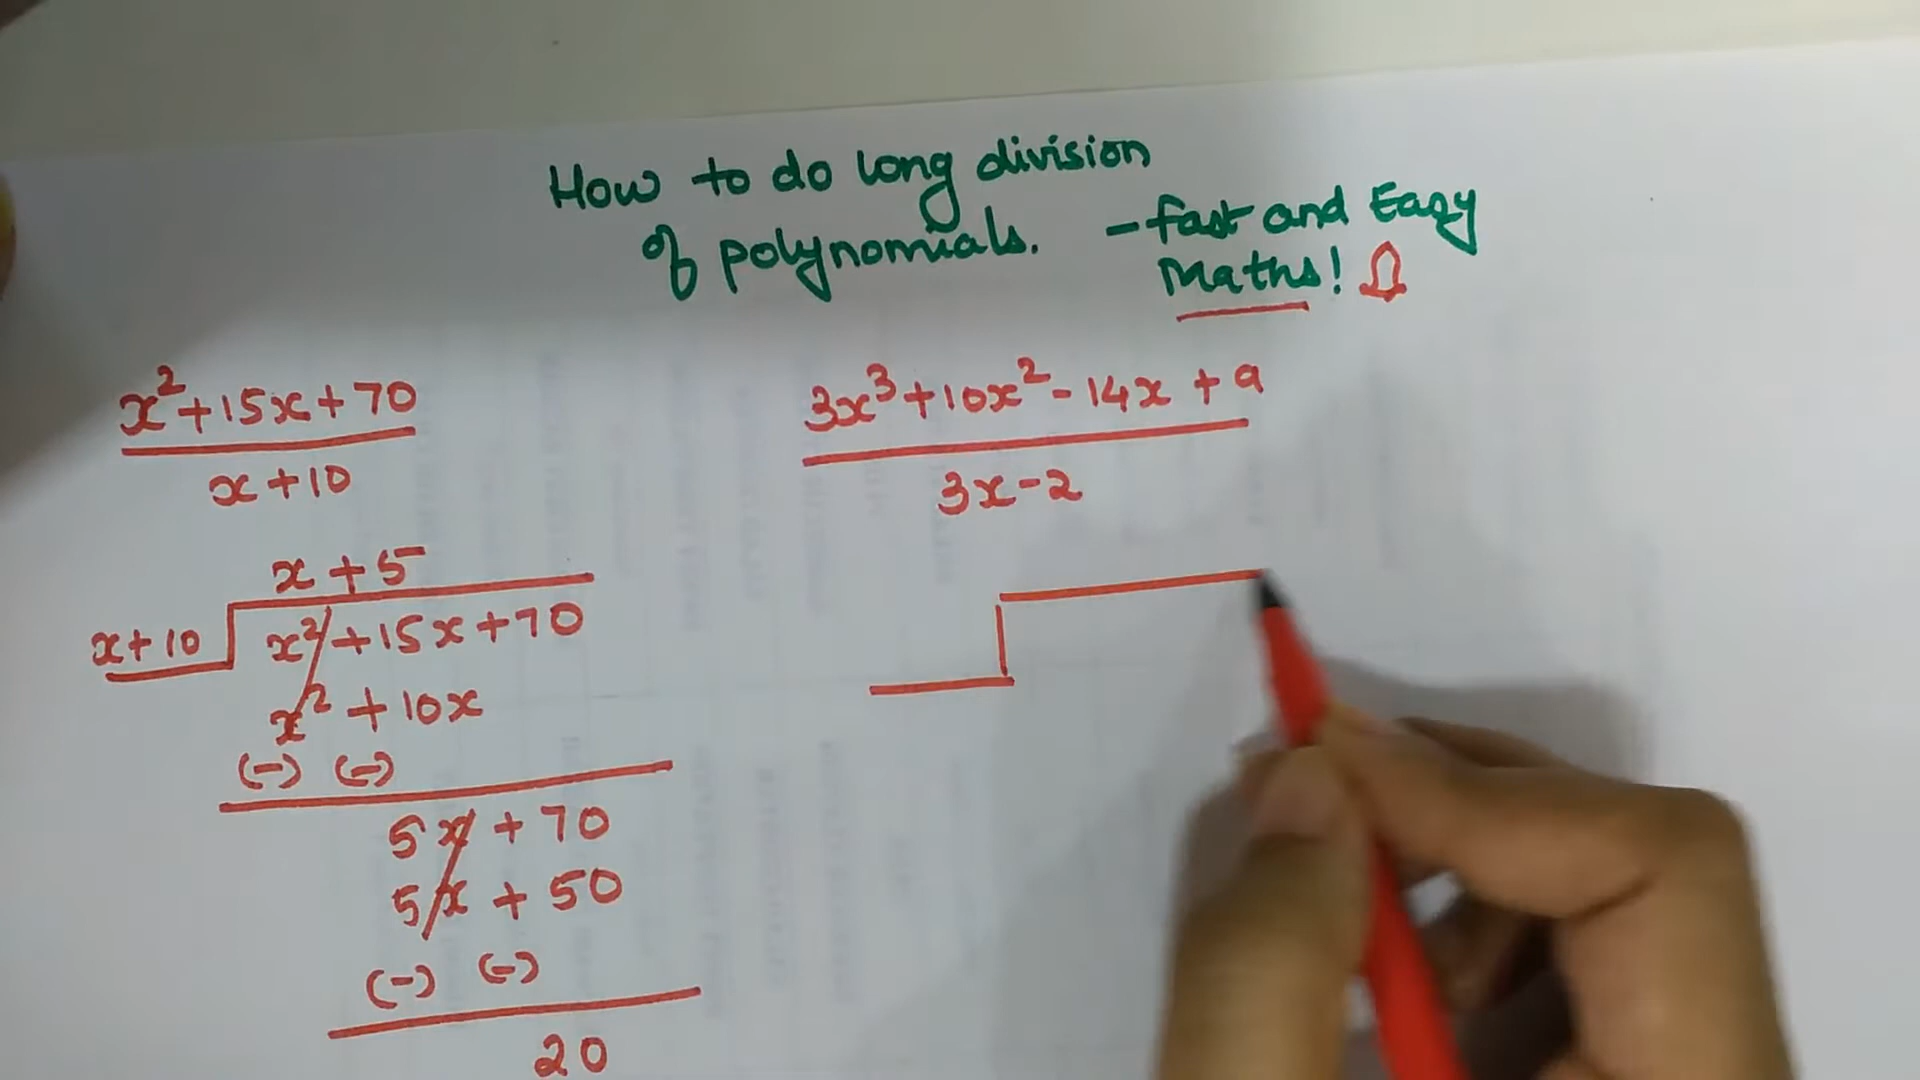 How to do long division
of polynomials. - Fast and Eazy
Maths!
x² + 15x + 70
x + 10
x + 5
x + 10 x² + 15x + 70
x² + 10x
(-) (-)
5x + 70
5x + 50
(-) (-)
20
3x³ + 10x² - 14x + 9
3x - 2